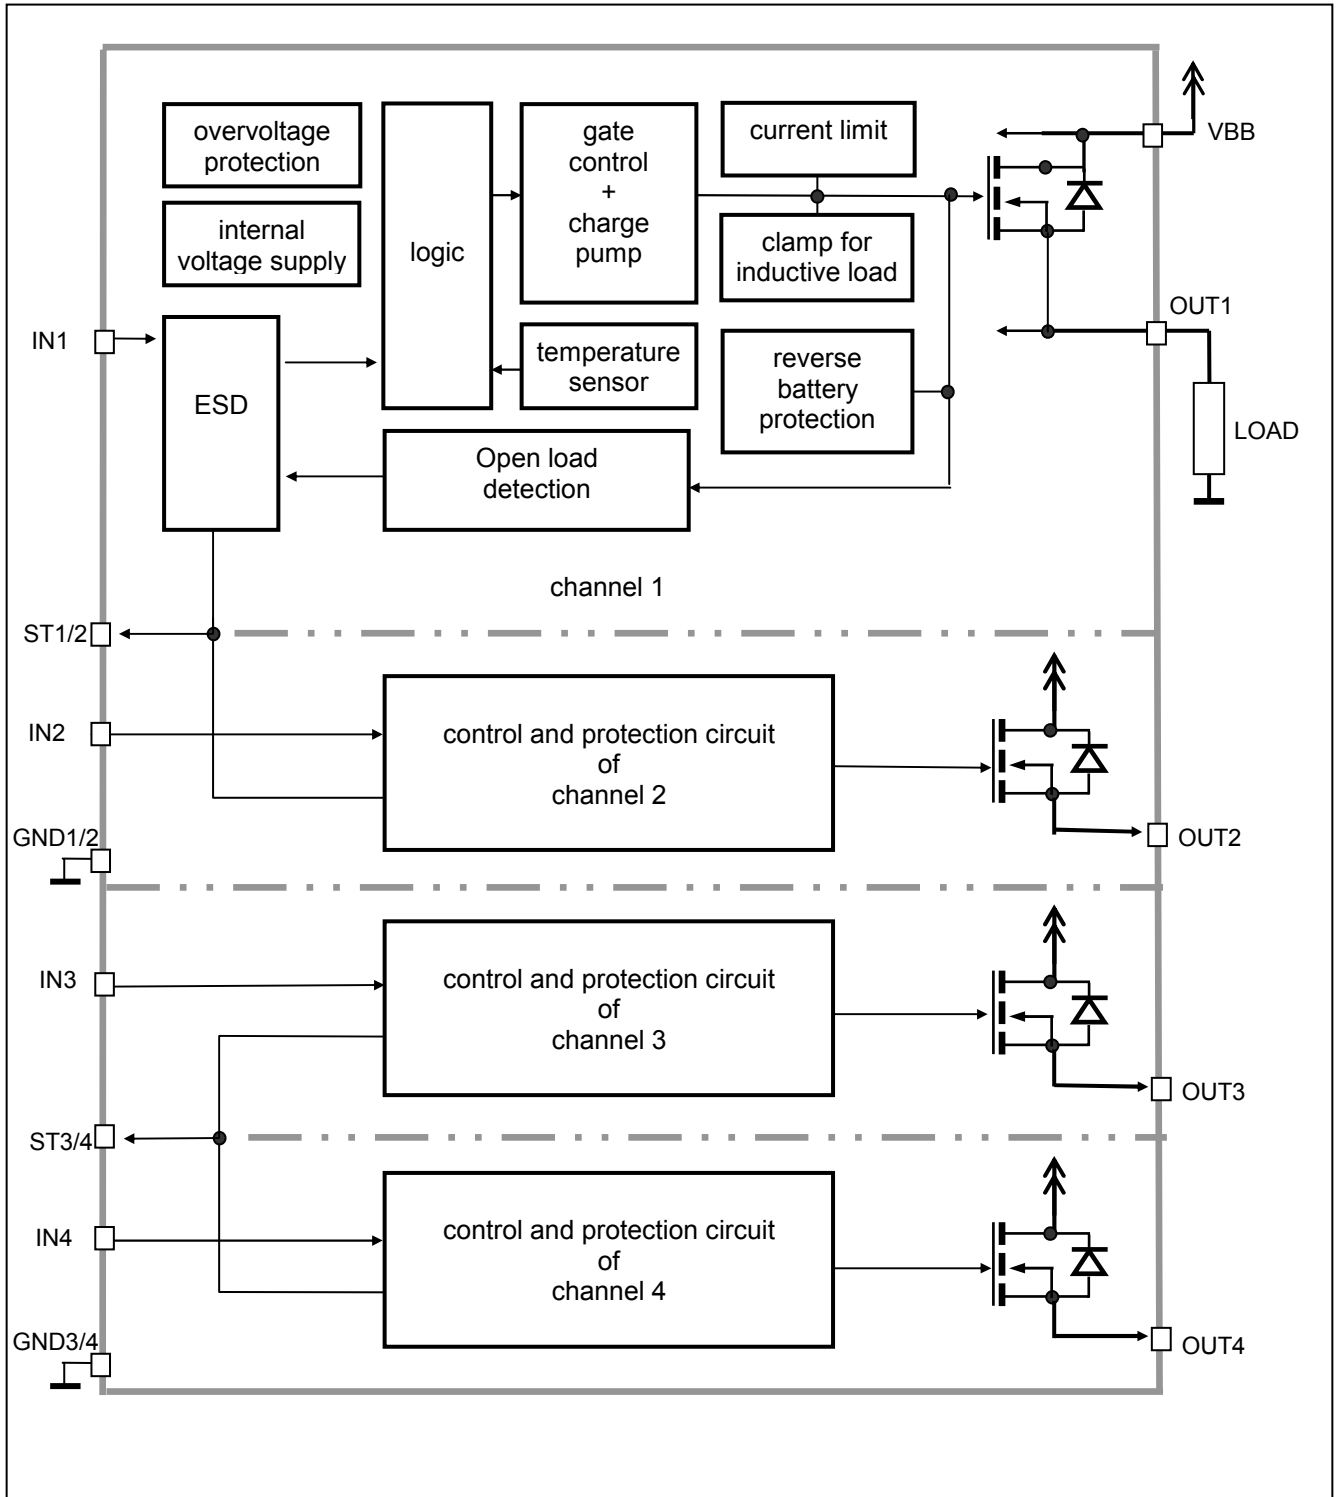 overvoltage
protection
internal
voltage supply
logic
gate
control
+
charge
pump
current limit
clamp for
inductive load
VBB
OUT1
IN1
ESD
temperature
sensor
reverse
battery
protection
LOAD
Open load
detection
channel 1
ST1/2
IN2
control and protection circuit
of
channel 2
GND1/2
OUT2
IN3
control and protection circuit
of
channel 3
OUT3
ST3/4
IN4
control and protection circuit
of
channel 4
GND3/4
OUT4